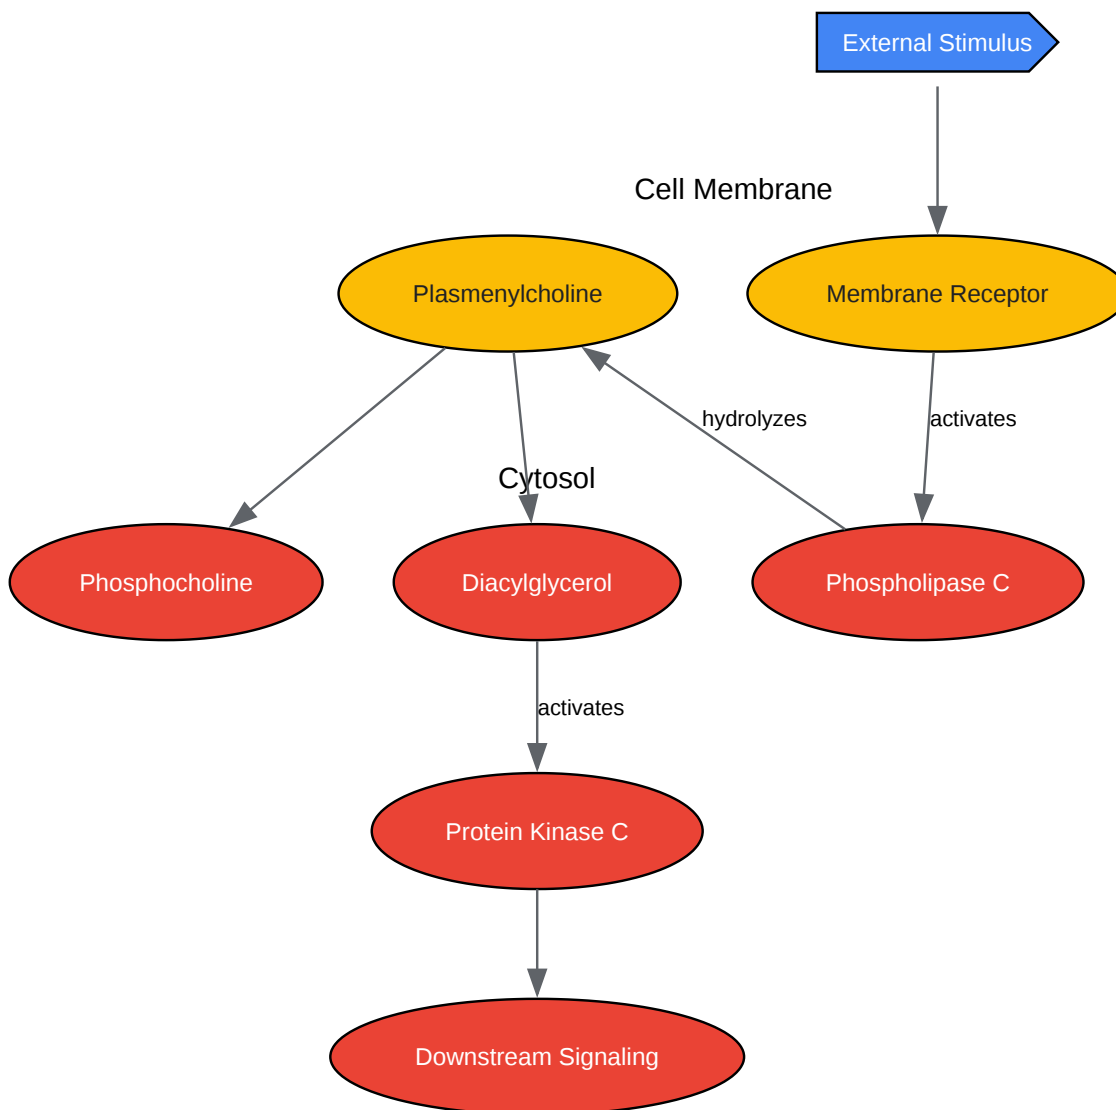 External Stimulus
Cell Membrane
Plasmenylcholine
Membrane Receptor
hydrolyzes
activates
Cytosol
Phosphocholine
Diacylglycerol
Phospholipase C
activates
Protein Kinase C
Downstream Signaling